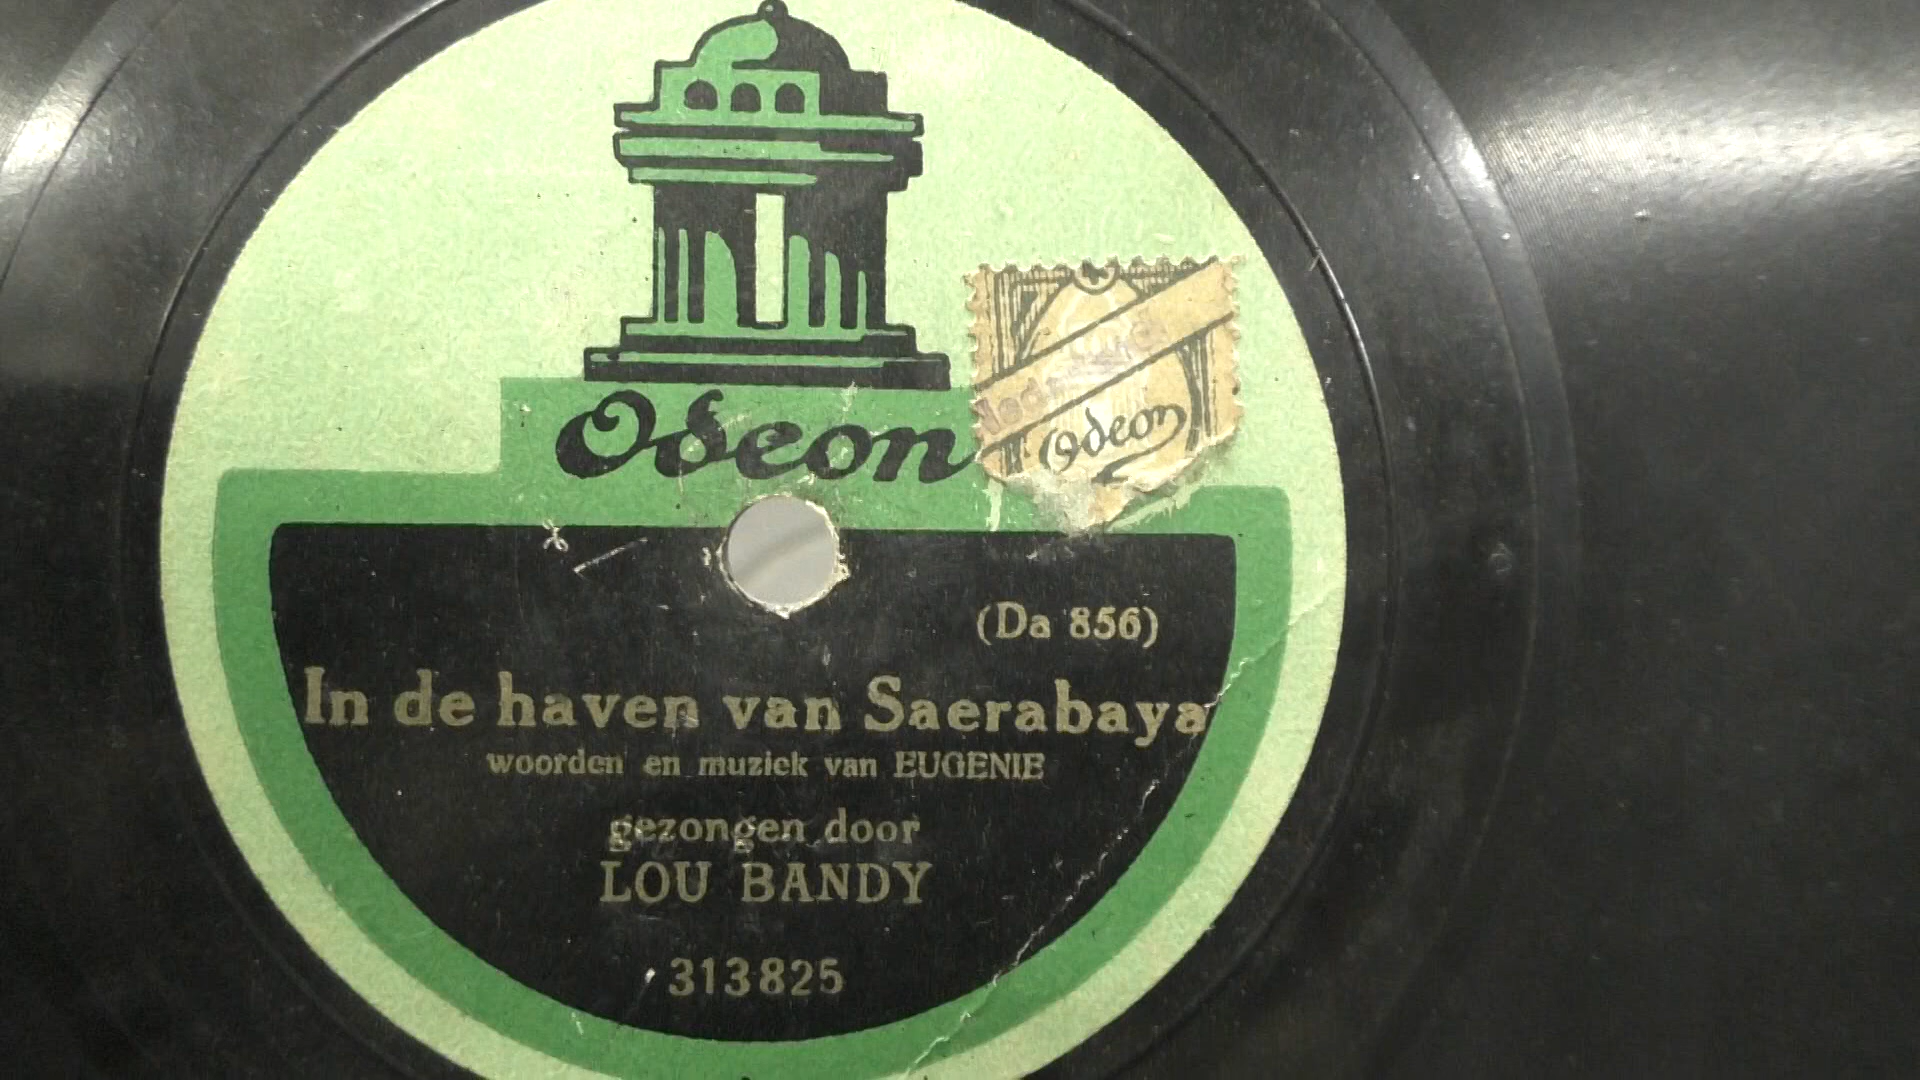 Odeon
Odeon
(Da 856)
In de haven van Saerabaya
woorden en muziek van EUGENIE
gezongen door
LOU BANDY
313825